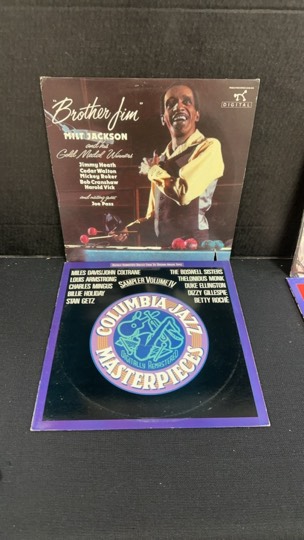 "Brother Jim"
MILT JACKSON
and his
Gold Medal Winners
Jimmy Heath
Cedar Walton
Mickey Roker
Bob Cranshaw
Harold Vick
and visiting guest
Joe Pass
DIGITAL
MILES DAVIS/JOHN COLTRANE
LOUIS ARMSTRONG
CHARLES MINGUS
BILLIE HOLIDAY
STAN GETZ
SAMPLER VOLUME IV
THE BOSWELL SISTERS
THELONIOUS MONK
DUKE ELLINGTON
DIZZY GILLESPIE
BETTY ROCHÉ
COLUMBIA JAZZ
DIGITALLY REMASTERED
MASTERPIECES